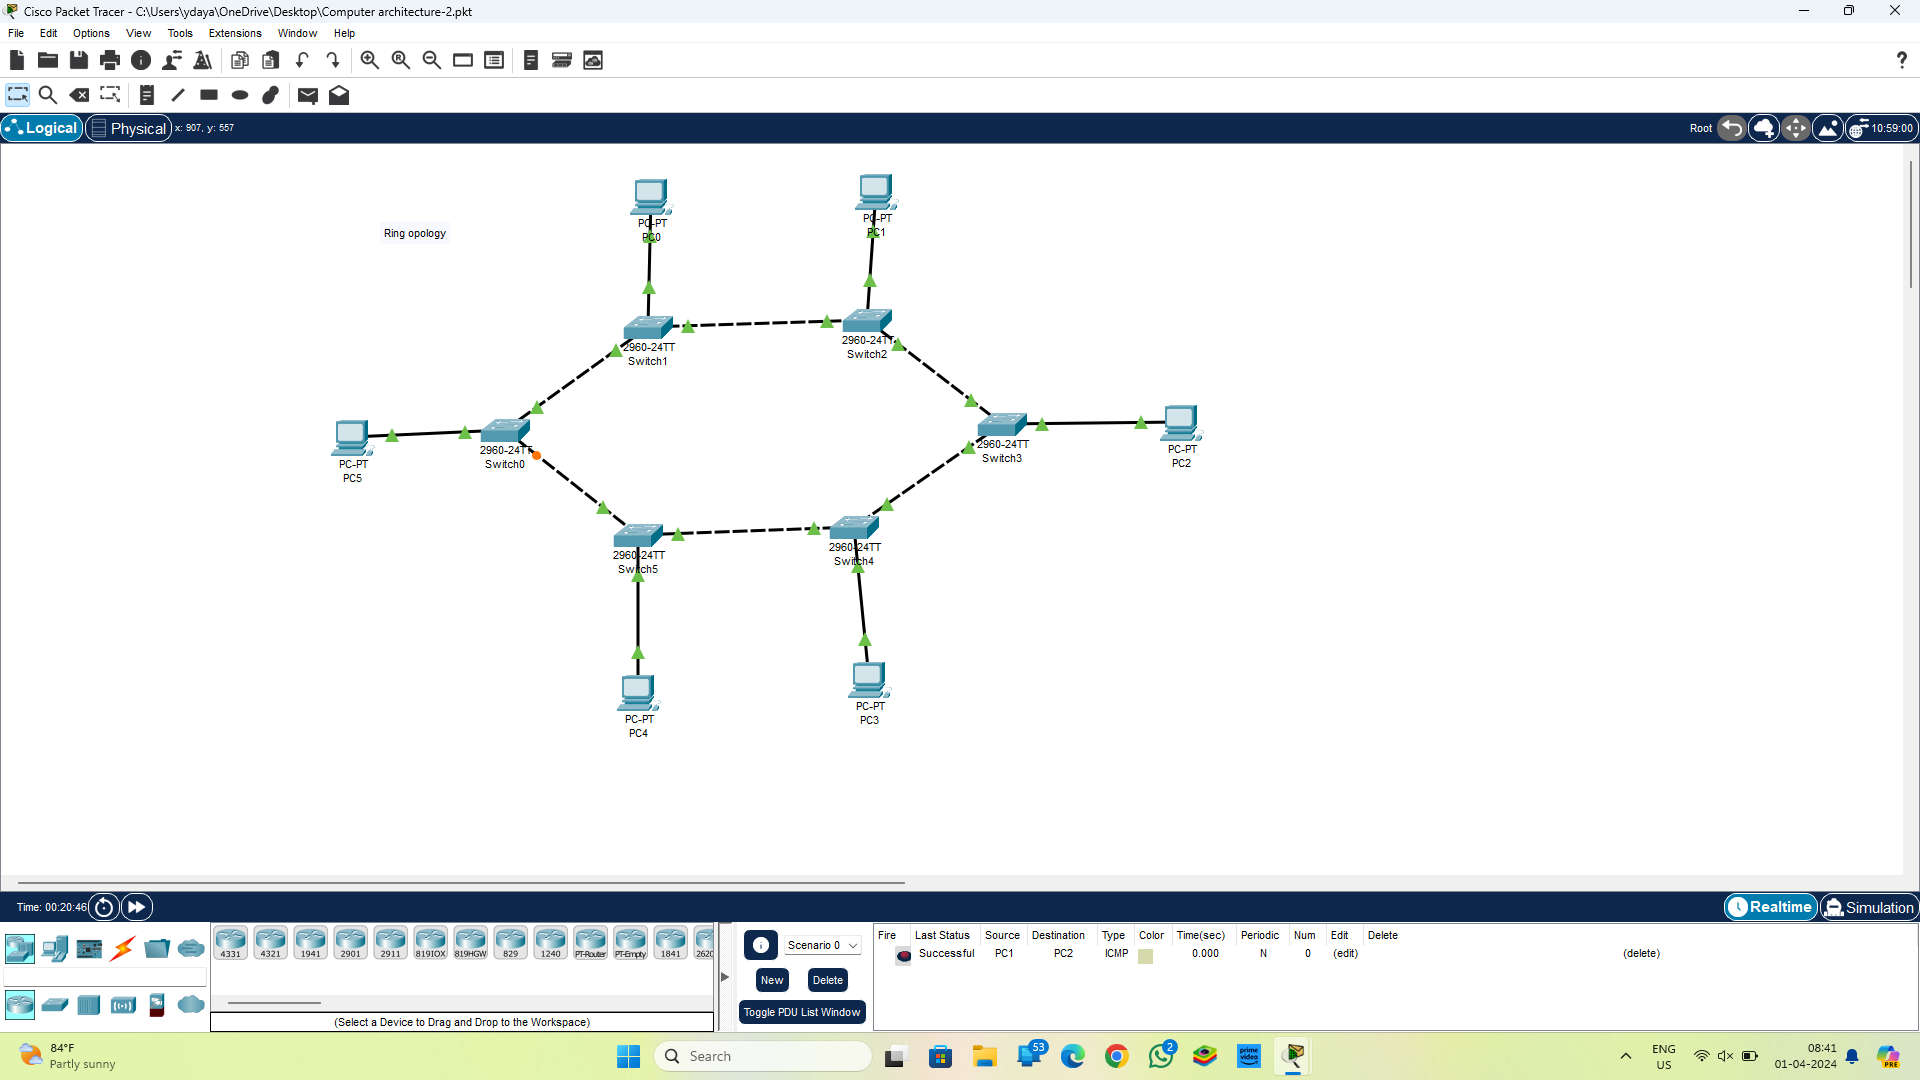 Cisco Packet Tracer - C:\Users\ydaya\OneDrive\Desktop\Computer architecture-2.pkt
File Edit Options View Tools Extensions Window Help
Logical Physical x: 907, y: 557 Root 10:59:00
Ring opology
PC-PT
PC0
PC-PT
PC1
2960-24TT
Switch1
2960-24TT
Switch2
PC-PT
PC5
2960-24TT
Switch0
2960-24TT
Switch3
PC-PT
PC2
2960-24TT
Switch5
2960-24TT
Switch4
PC-PT
PC4
PC-PT
PC3
Time: 00:20:46 Realtime Simulation
4331 4321 1941 2901 2911 819IOX 819HGW 829 1240 PT-Router PT-Empty 1841 2620
(Select a Device to Drag and Drop to the Workspace)
Scenario 0
New Delete
Toggle PDU List Window
Fire Last Status Source Destination Type Color Time(sec) Periodic Num Edit Delete
Successful PC1 PC2 ICMP 0.000 N 0 (edit) (delete)
84°F
Partly sunny
Search
53
2
prime video
ENG
US
08:41
01-04-2024
PRE